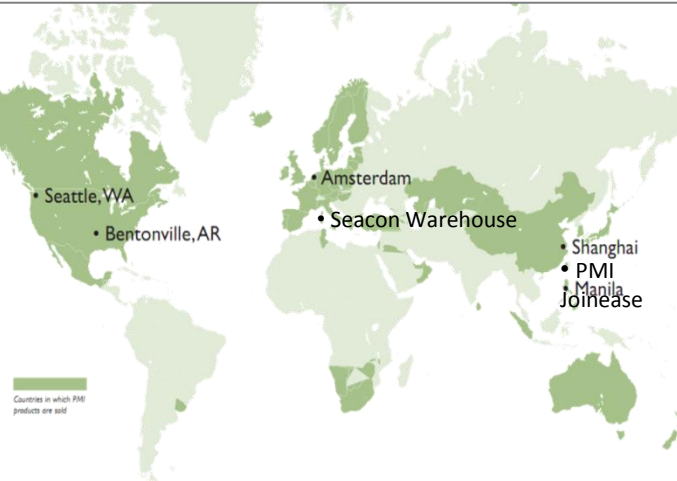 Amsterdam
Seattle, WA
Seacon Warehouse
Bentonville, AR
Shanghai
PMI
Manila
Joinease
Countries in which PMI
products are sold